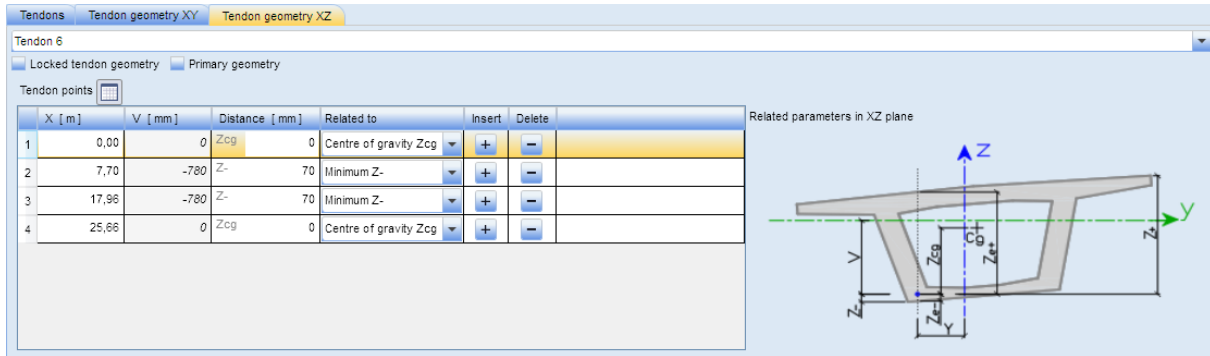 Tendons Tendon geometry XY Tendon geometry XZ
Tendon 6
Locked tendon geometry Primary geometry
Tendon points
X [m] V [mm] Distance [mm] Related to Insert Delete
1 0,00 0 Zcg 0 Centre of gravity Zcg + −
2 7,70 -780 Z- 70 Minimum Z- + −
3 17,96 -780 Z- 70 Minimum Z- + −
4 25,66 0 Zcg 0 Centre of gravity Zcg + −
Related parameters in XZ plane
Z
y
Cg
V
Zcg
Ze+
Z+
Z-
Ze-
Y